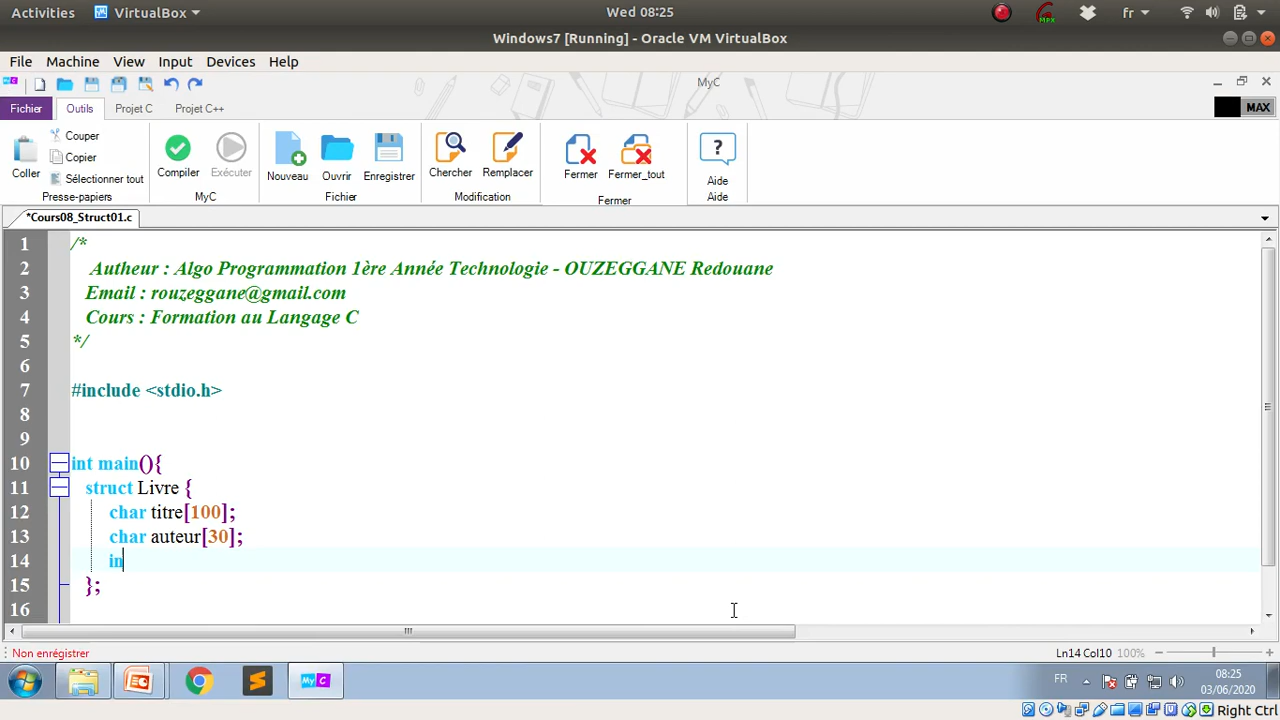 Activities VirtualBox Wed 08:25 fr
Windows7 [Running] - Oracle VM VirtualBox
File Machine View Input Devices Help
MyC
Fichier Outils Projet C Projet C++ MAX
Coller
Couper
Copier
Sélectionner tout
Presse-papiers
Compiler Exécuter
MyC
Nouveau Ouvrir Enregistrer
Fichier
Chercher Remplacer
Modification
Fermer Fermer_tout
Fermer
? Aide
Aide
*Cours08_Struct01.c
1 /*
2 Autheur : Algo Programmation 1ère Année Technologie - OUZEGGANE Redouane
3 Email : rouzeggane@gmail.com
4 Cours : Formation au Langage C
5 */
6
7 #include <stdio.h>
8
9
10 int main(){
11 struct Livre {
12 char titre[100];
13 char auteur[30];
14 in
15 };
16
Non enregistrer Ln14 Col10 100%
MyC FR 08:25
03/06/2020
Right Ctrl